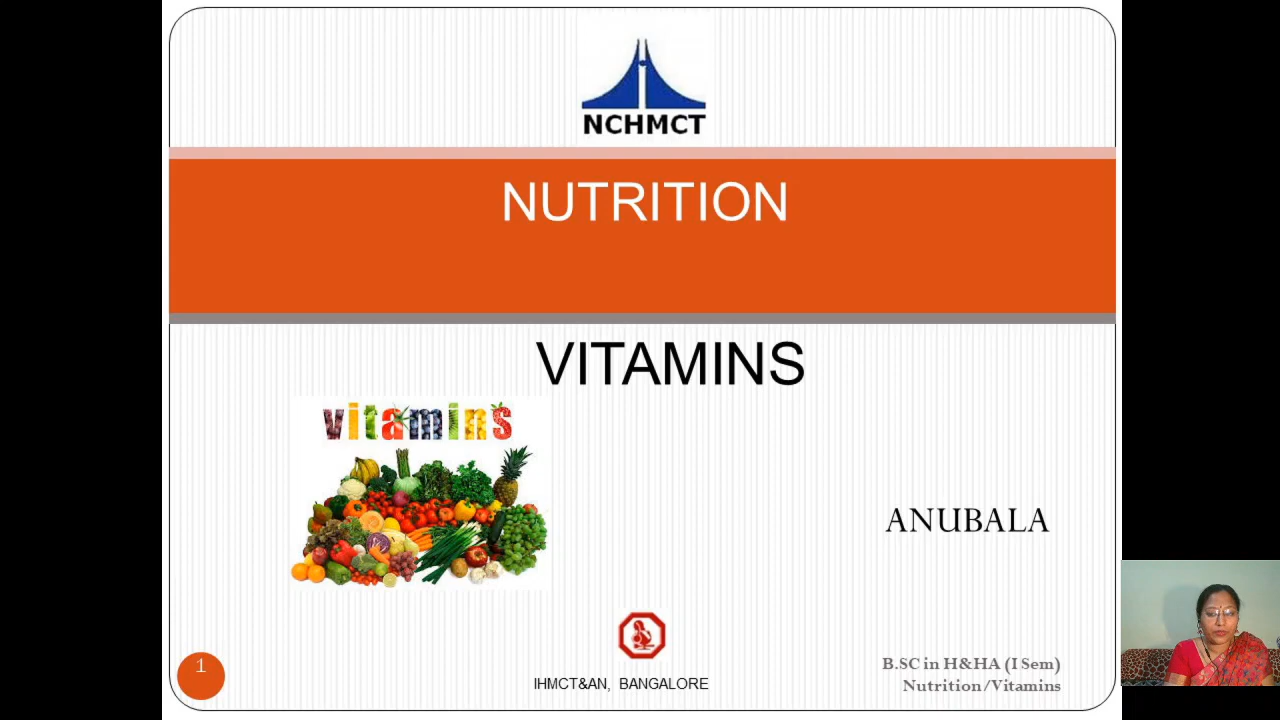 NCHMCT
NUTRITION
VITAMINS
vitamins
ANUBALA
1
IHMCT&AN, BANGALORE
B.SC in H&HA (I Sem)
Nutrition/Vitamins